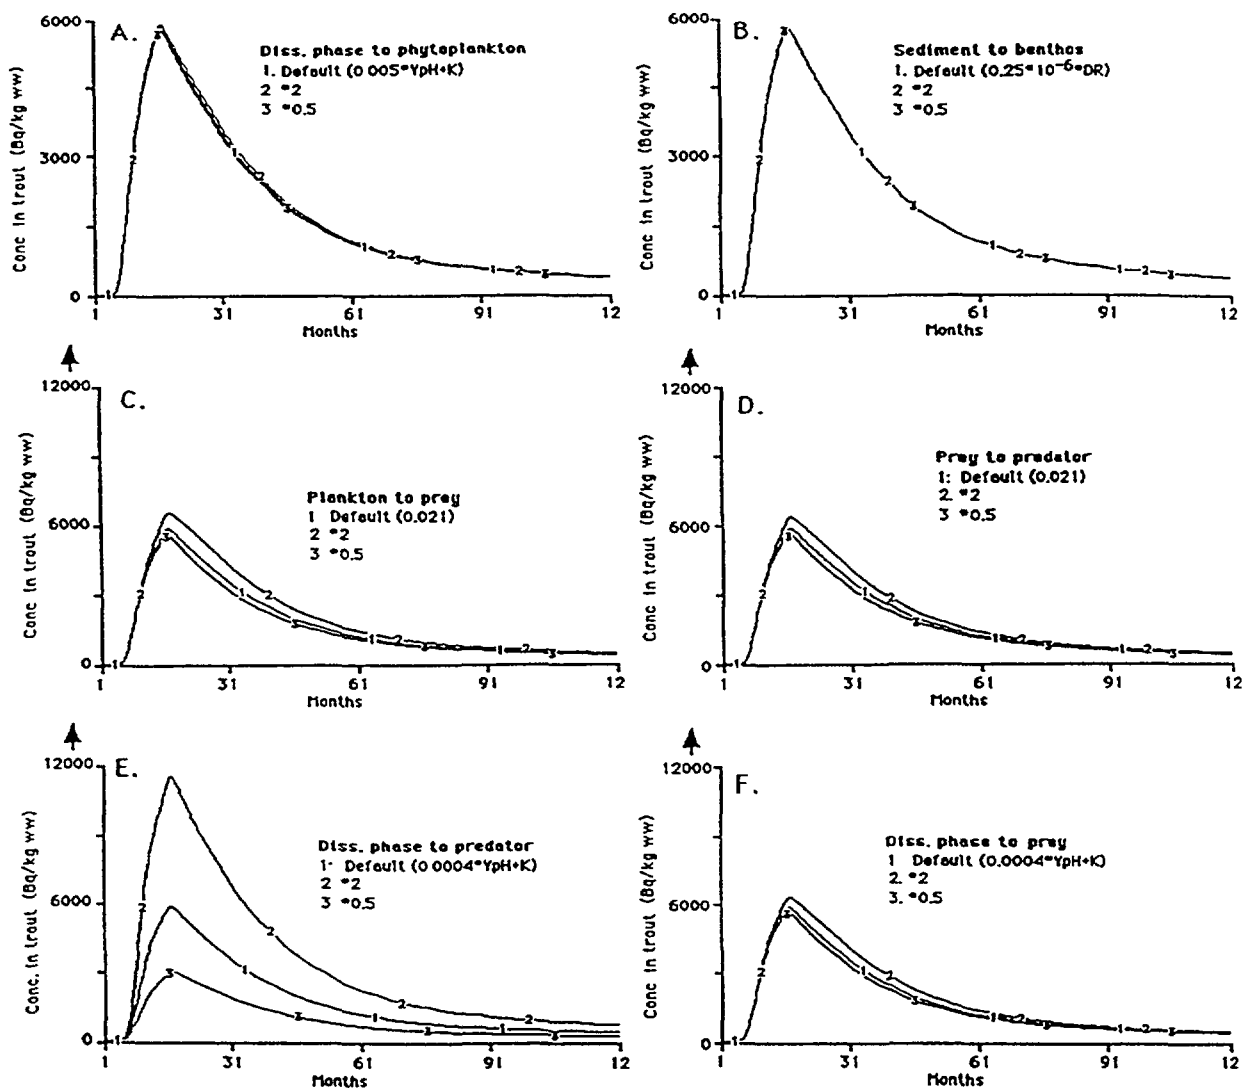 A.
Diss. phase to phytoplankton
1. Default (0.005*YpH+K)
2 *2
3 *0.5
Conc in trout (Bq/kg ww)
6000
3000
0
1 31 61 91 12
Months
B.
Sediment to benthos
1. Default (0.25*10-6*DR)
2 *2
3 *0.5
Conc in trout (Bq/kg ww)
6000
3000
0
1 31 61 91 12
Months
C.
Plankton to prey
1 Default (0.021)
2 *2
3 *0.5
Conc in trout (Bq/kg ww)
12000
6000
0
1 31 61 91 12
Months
D.
Prey to predator
1: Default (0.021)
2. *2
3 *0.5
Conc in trout (Bq/kg ww)
12000
6000
0
1 31 61 91 12
Months
E.
Diss. phase to predator
1- Default (0.0004*YpH+K)
2 *2
3 *0.5
Conc. in trout (Bq/kg ww)
12000
6000
0
1 31 61 91 12
Months
F.
Diss. phase to prey
1 Default (0.0004*YpH+K)
2. *2
3. *0.5
Conc in trout (Bq/kg ww)
12000
6000
0
1 31 61 91 12
Months